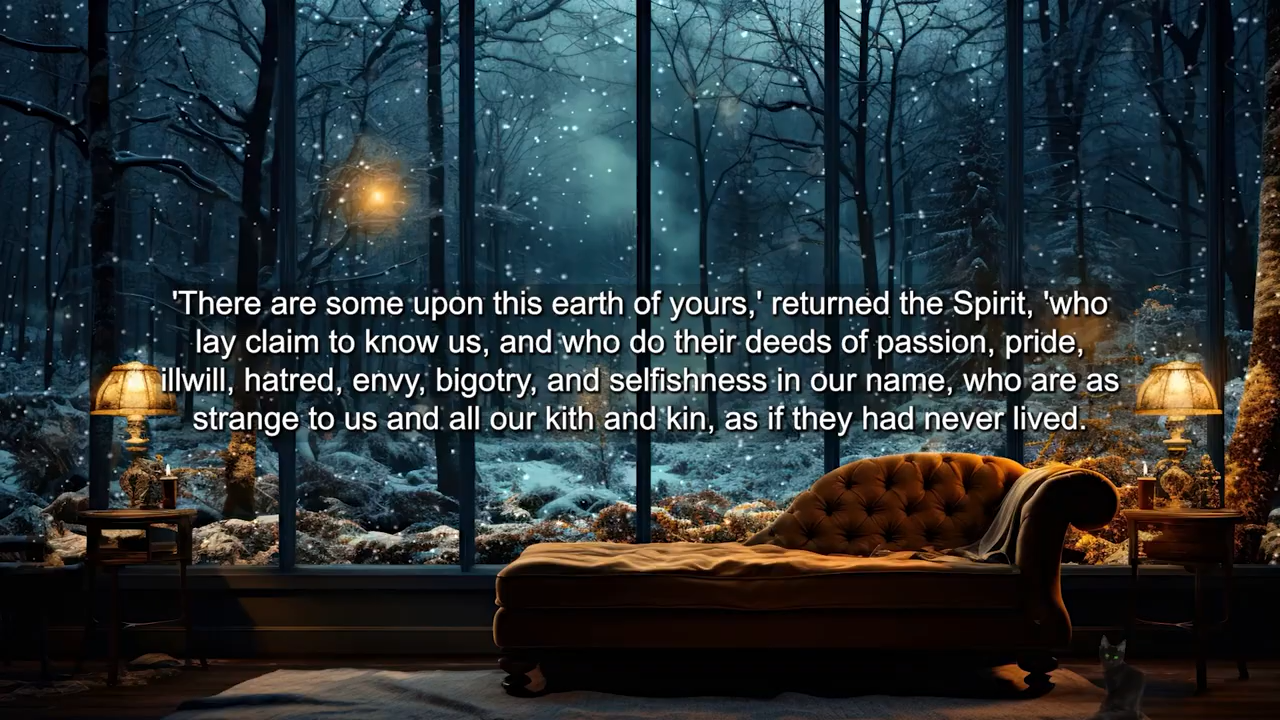 'There are some upon this earth of yours,' returned the Spirit, 'who
lay claim to know us, and who do their deeds of passion, pride,
illwill, hatred, envy, bigotry, and selfishness in our name, who are as
strange to us and all our kith and kin, as if they had never lived.